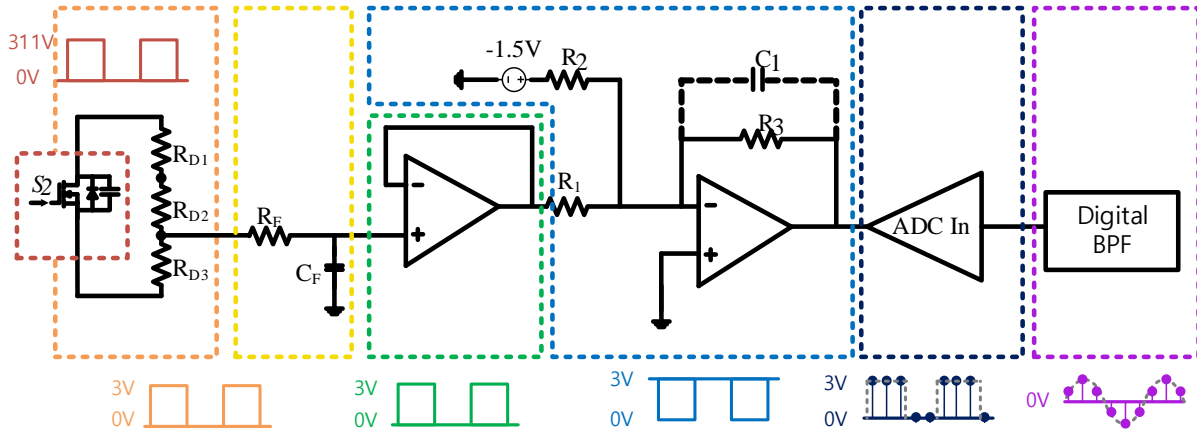 311V
0V
-1.5V
R2
C1
R3
S2
RD1
RD2
RD3
RF
CF
R1
-
+
-
+
ADC In
Digital
BPF
3V
0V
3V
0V
3V
0V
3V
0V
0V